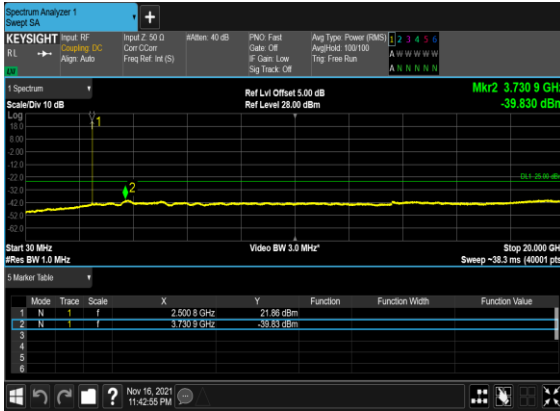 Spectrum Analyzer 1
Swept SA
KEYSIGHT
RL
Input: RF
Coupling: DC
Align: Auto
Input Z: 50 Ω
Corr CCorr
Freq Ref: Int (S)
#Atten: 40 dB
PNO: Fast
Gate: Off
IF Gain: Low
Sig Track: Off
Avg Type: Power (RMS)
Avg|Hold: 100/100
Trig: Free Run
1 2 3 4 5 6
A W W W W W
A N N N N N
1 Spectrum
Scale/Div 10 dB
Ref Lvl Offset 5.00 dB
Ref Level 28.00 dBm
Mkr2 3.730 9 GHz
-39.830 dBm
Log
18.0
8.00
-2.00
-12.0
-22.0
-32.0
-42.0
-52.0
-62.0
1
2
DL1 -25.00 dBm
Start 30 MHz
#Res BW 1.0 MHz
Video BW 3.0 MHz*
Stop 20.000 GHz
Sweep ~38.3 ms (40001 pts)
5 Marker Table
Mode Trace Scale X Y Function Function Width Function Value
1 N 1 f 2.500 8 GHz 21.86 dBm
2 N 1 f 3.730 9 GHz -39.83 dBm
3
4
5
6
Nov 16, 2021
11:42:55 PM